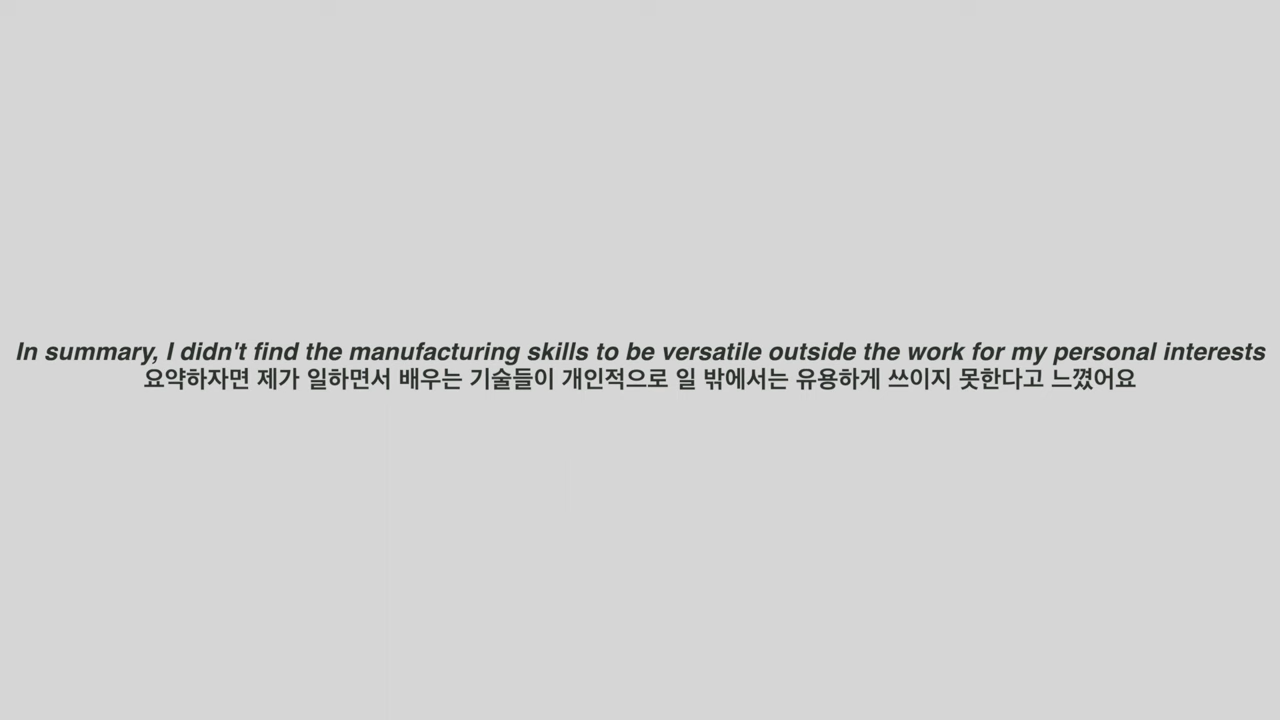 In summary, I didn't find the manufacturing skills to be versatile outside the work for my personal interests
요약하자면 제가 일하면서 배우는 기술들이 개인적으로 일 밖에서는 유용하게 쓰이지 못한다고 느꼈어요